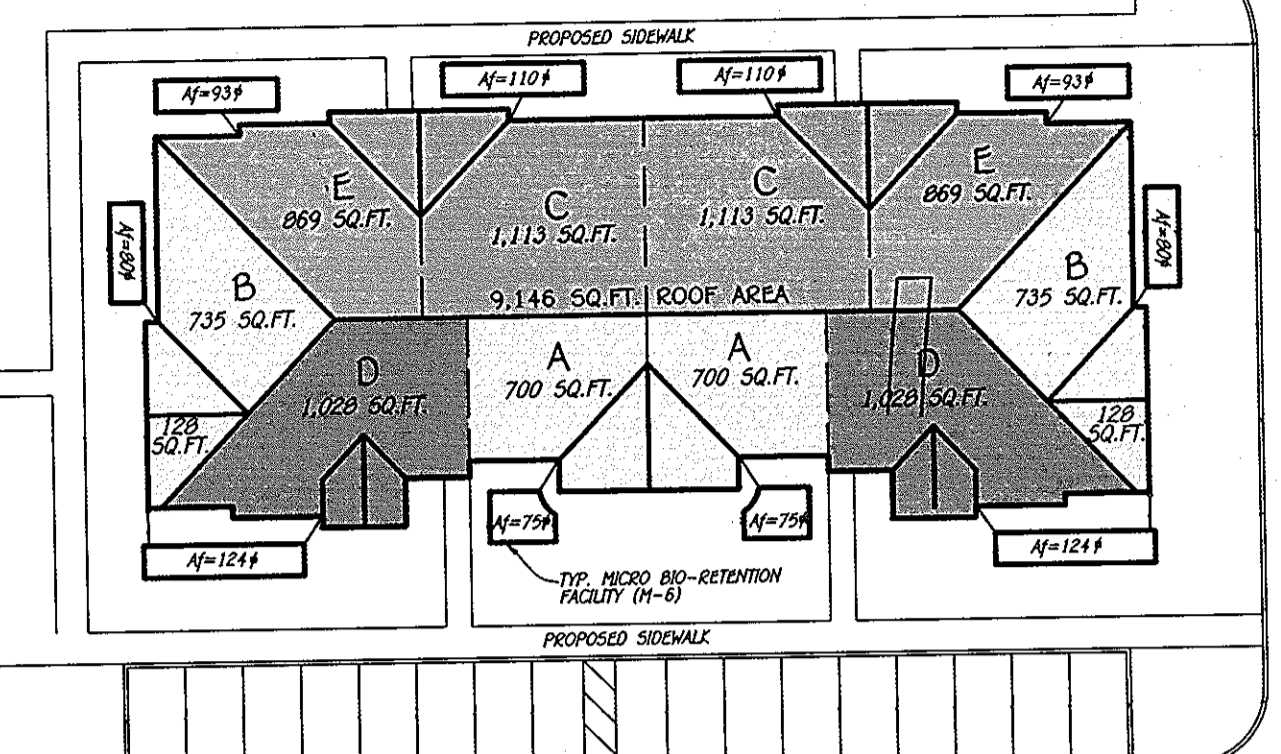 PROPOSED SIDEWALK
Af=93⌀
Af=110⌀
Af=110⌀
Af=93⌀
E
869 SQ.FT.
C
1,113 SQ.FT.
C
1,113 SQ.FT.
E
869 SQ.FT.
Af=80⌀
B
735 SQ.FT.
9,146 SQ.FT. ROOF AREA
B
735 SQ.FT.
Af=80⌀
D
1,028 SQ.FT.
A
700 SQ.FT.
A
700 SQ.FT.
D
1,028 SQ.FT.
128
SQ.FT.
128
SQ.FT.
Af=124⌀
Af=75⌀
Af=75⌀
Af=124⌀
TYP. MICRO BIO-RETENTION
FACILITY (M-6)
PROPOSED SIDEWALK